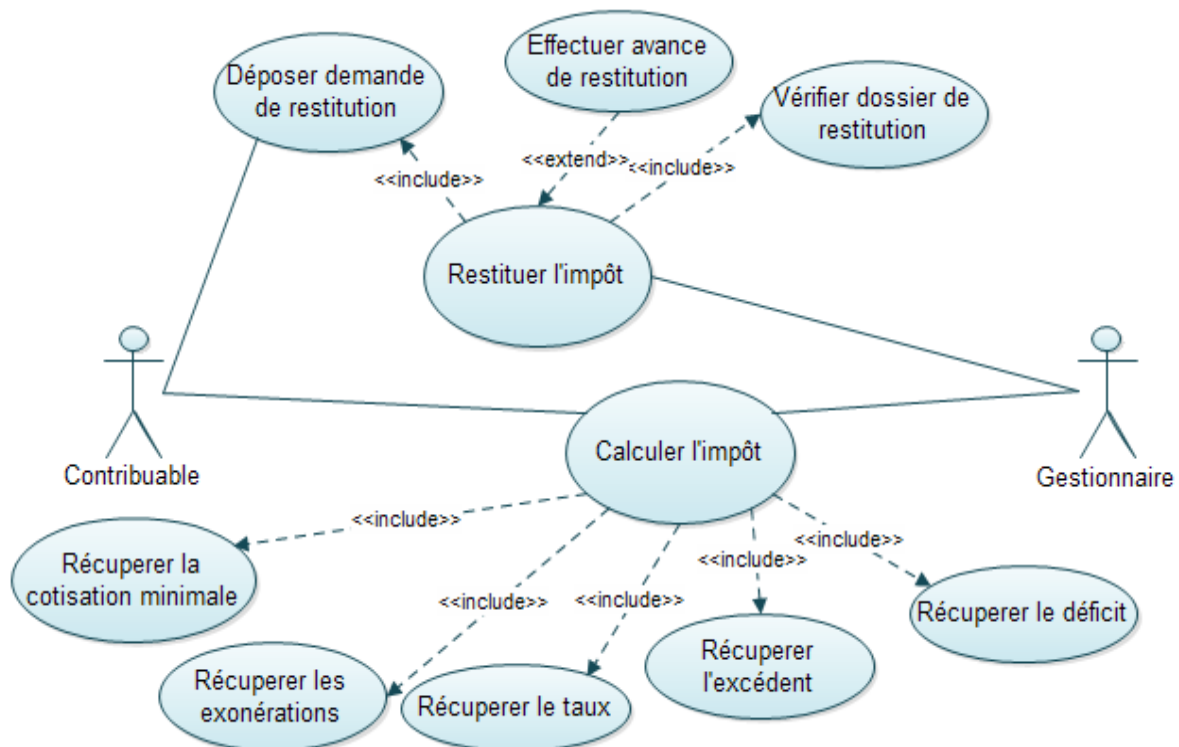 Déposer demande
de restitution
Effectuer avance
de restitution
Vérifier dossier de
restitution
<<include>>
<<extend>>
<<include>>
Restituer l'impôt
Contribuable
Gestionnaire
Calculer l'impôt
<<include>>
<<include>>
<<include>>
<<include>>
<<include>>
Récuperer la
cotisation minimale
Récuperer les
exonérations
Récuperer le taux
Récuperer
l'excédent
Récuperer le déficit